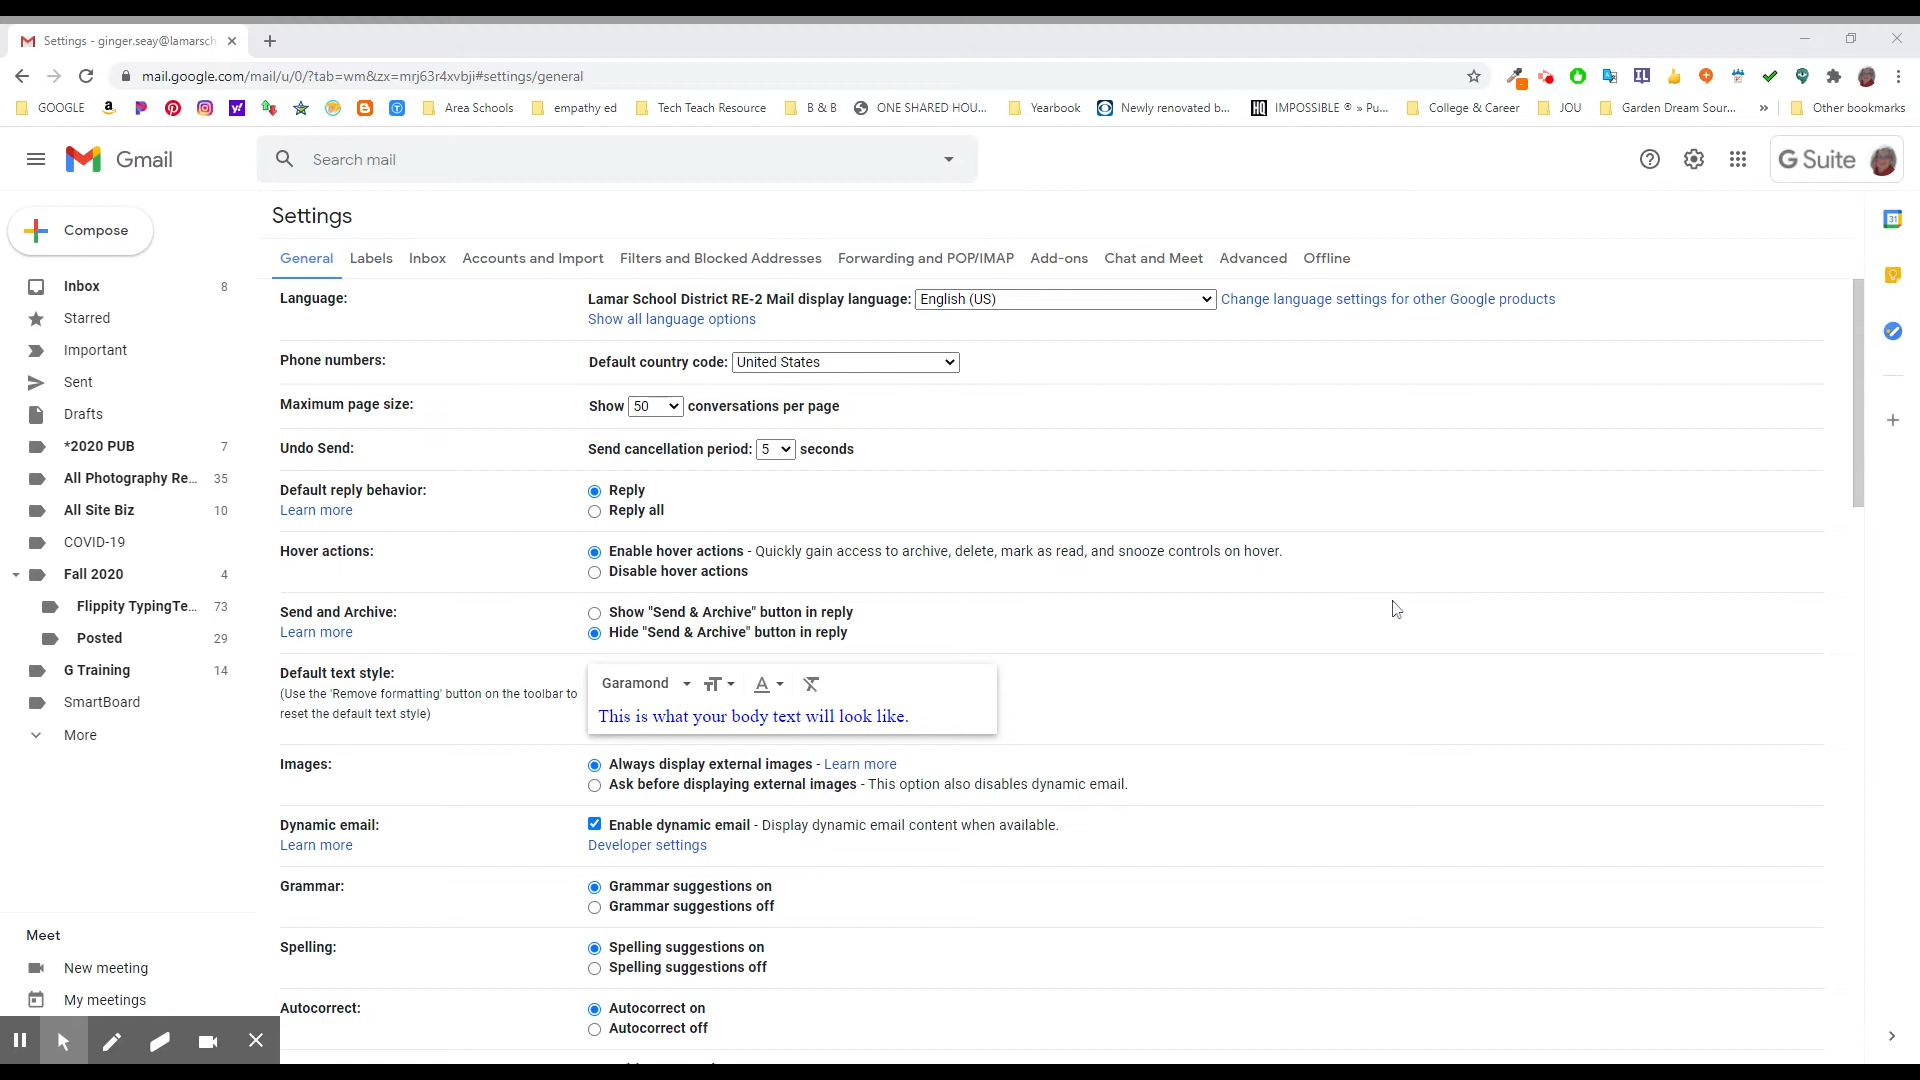 Settings - ginger.seay@lamarsch
mail.google.com/mail/u/0/?tab=wm&zx=mrj63r4xvbji#settings/general
GOOGLE
Area Schools
empathy ed
Tech Teach Resource
B & B
ONE SHARED HOU...
Yearbook
Newly renovated b...
IMPOSSIBLE ® » Pu...
College & Career
JOU
Garden Dream Sour...
»
Other bookmarks
Gmail
Search mail
G Suite
Compose
Settings
General Labels Inbox Accounts and Import Filters and Blocked Addresses Forwarding and POP/IMAP Add-ons Chat and Meet Advanced Offline
Inbox 8
Starred
Important
Sent
Drafts
*2020 PUB 7
All Photography Re... 35
All Site Biz 10
COVID-19
Fall 2020 4
Flippity TypingTe... 73
Posted 29
G Training 14
SmartBoard
More
Meet
New meeting
My meetings
Language:
Lamar School District RE-2 Mail display language: English (US) Change language settings for other Google products
Show all language options
Phone numbers:
Default country code: United States
Maximum page size:
Show 50 conversations per page
Undo Send:
Send cancellation period: 5 seconds
Default reply behavior:
Learn more
Reply
Reply all
Hover actions:
Enable hover actions - Quickly gain access to archive, delete, mark as read, and snooze controls on hover.
Disable hover actions
Send and Archive:
Learn more
Show "Send & Archive" button in reply
Hide "Send & Archive" button in reply
Default text style:
(Use the 'Remove formatting' button on the toolbar to
reset the default text style)
Garamond
This is what your body text will look like.
Images:
Always display external images - Learn more
Ask before displaying external images - This option also disables dynamic email.
Dynamic email:
Learn more
Enable dynamic email - Display dynamic email content when available.
Developer settings
Grammar:
Grammar suggestions on
Grammar suggestions off
Spelling:
Spelling suggestions on
Spelling suggestions off
Autocorrect:
Autocorrect on
Autocorrect off